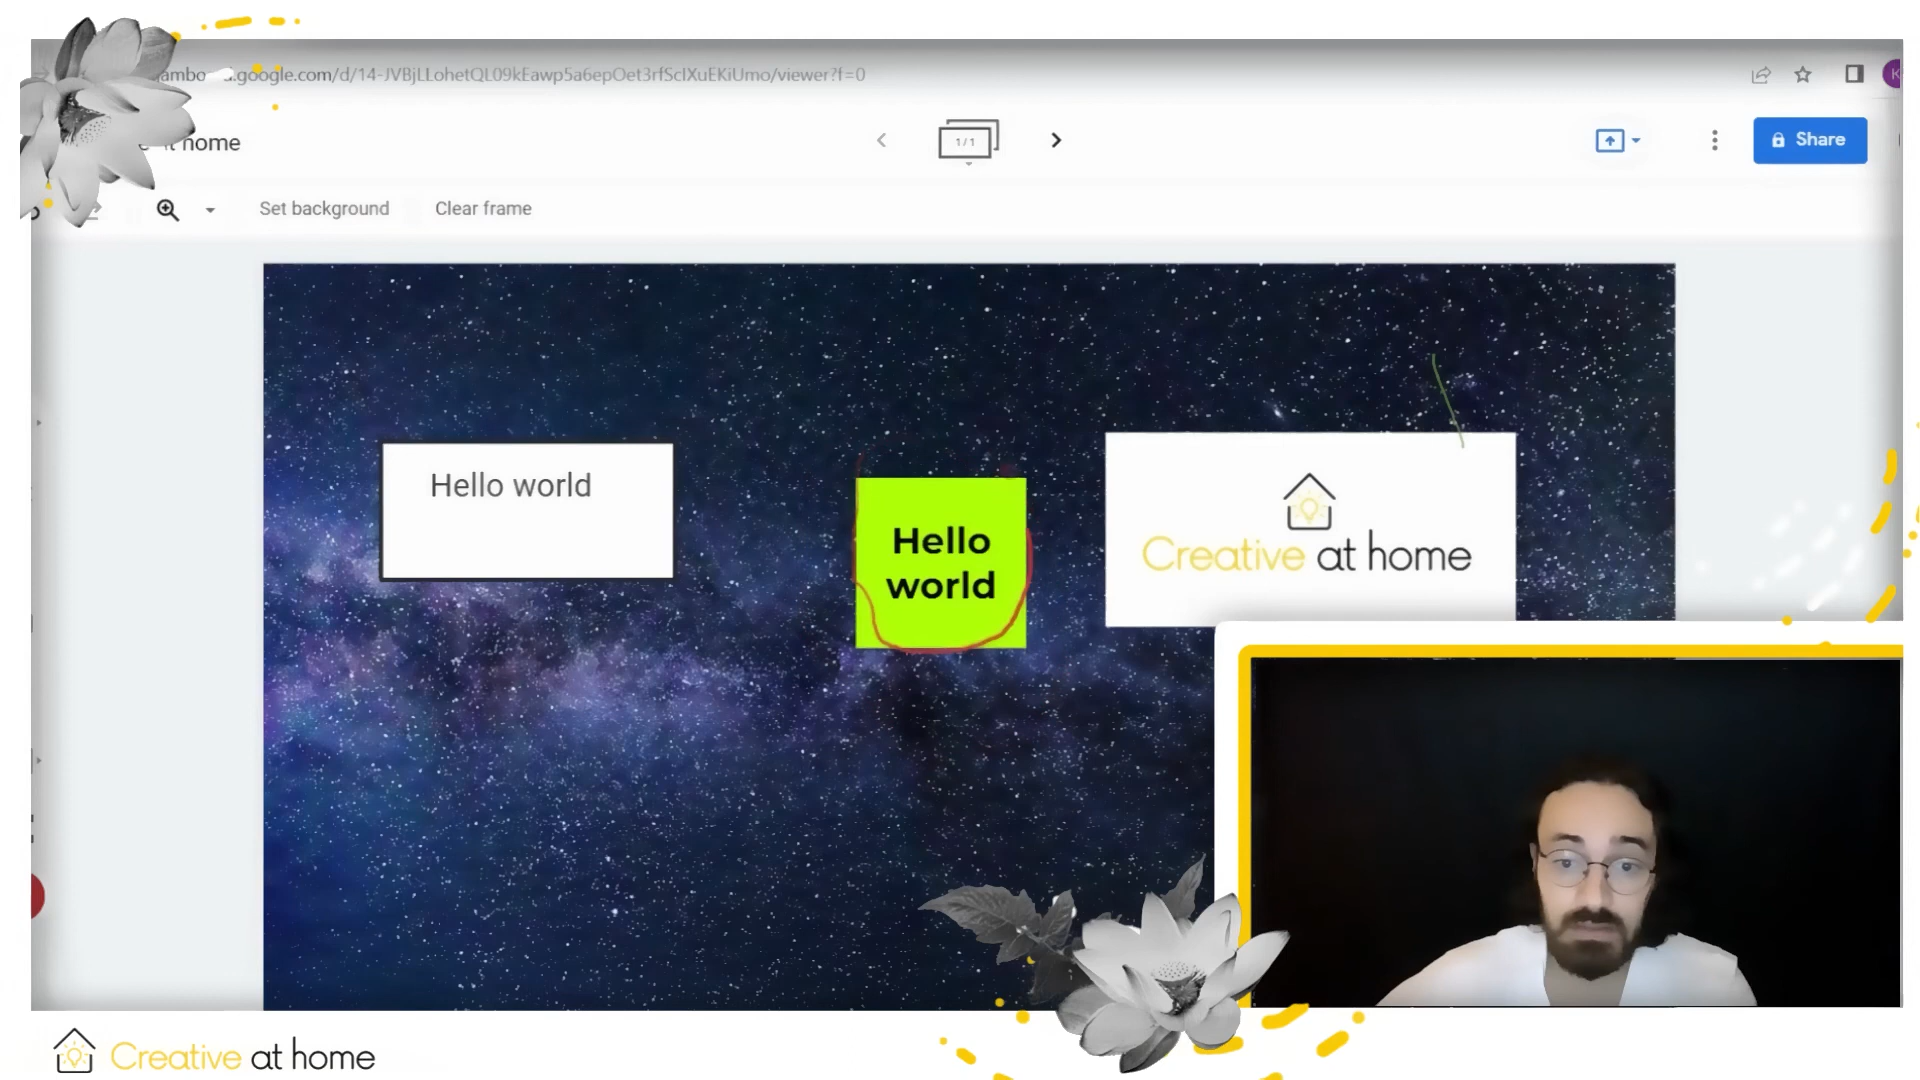 .google.com/d/14-JVBjLLohetQL09kEawp5a6epOet3rfScIXuEKiUmo/viewer?f=0
home
1/1
Share
Set background
Clear frame
Hello world
Hello
world
Creative at home
Creative at home